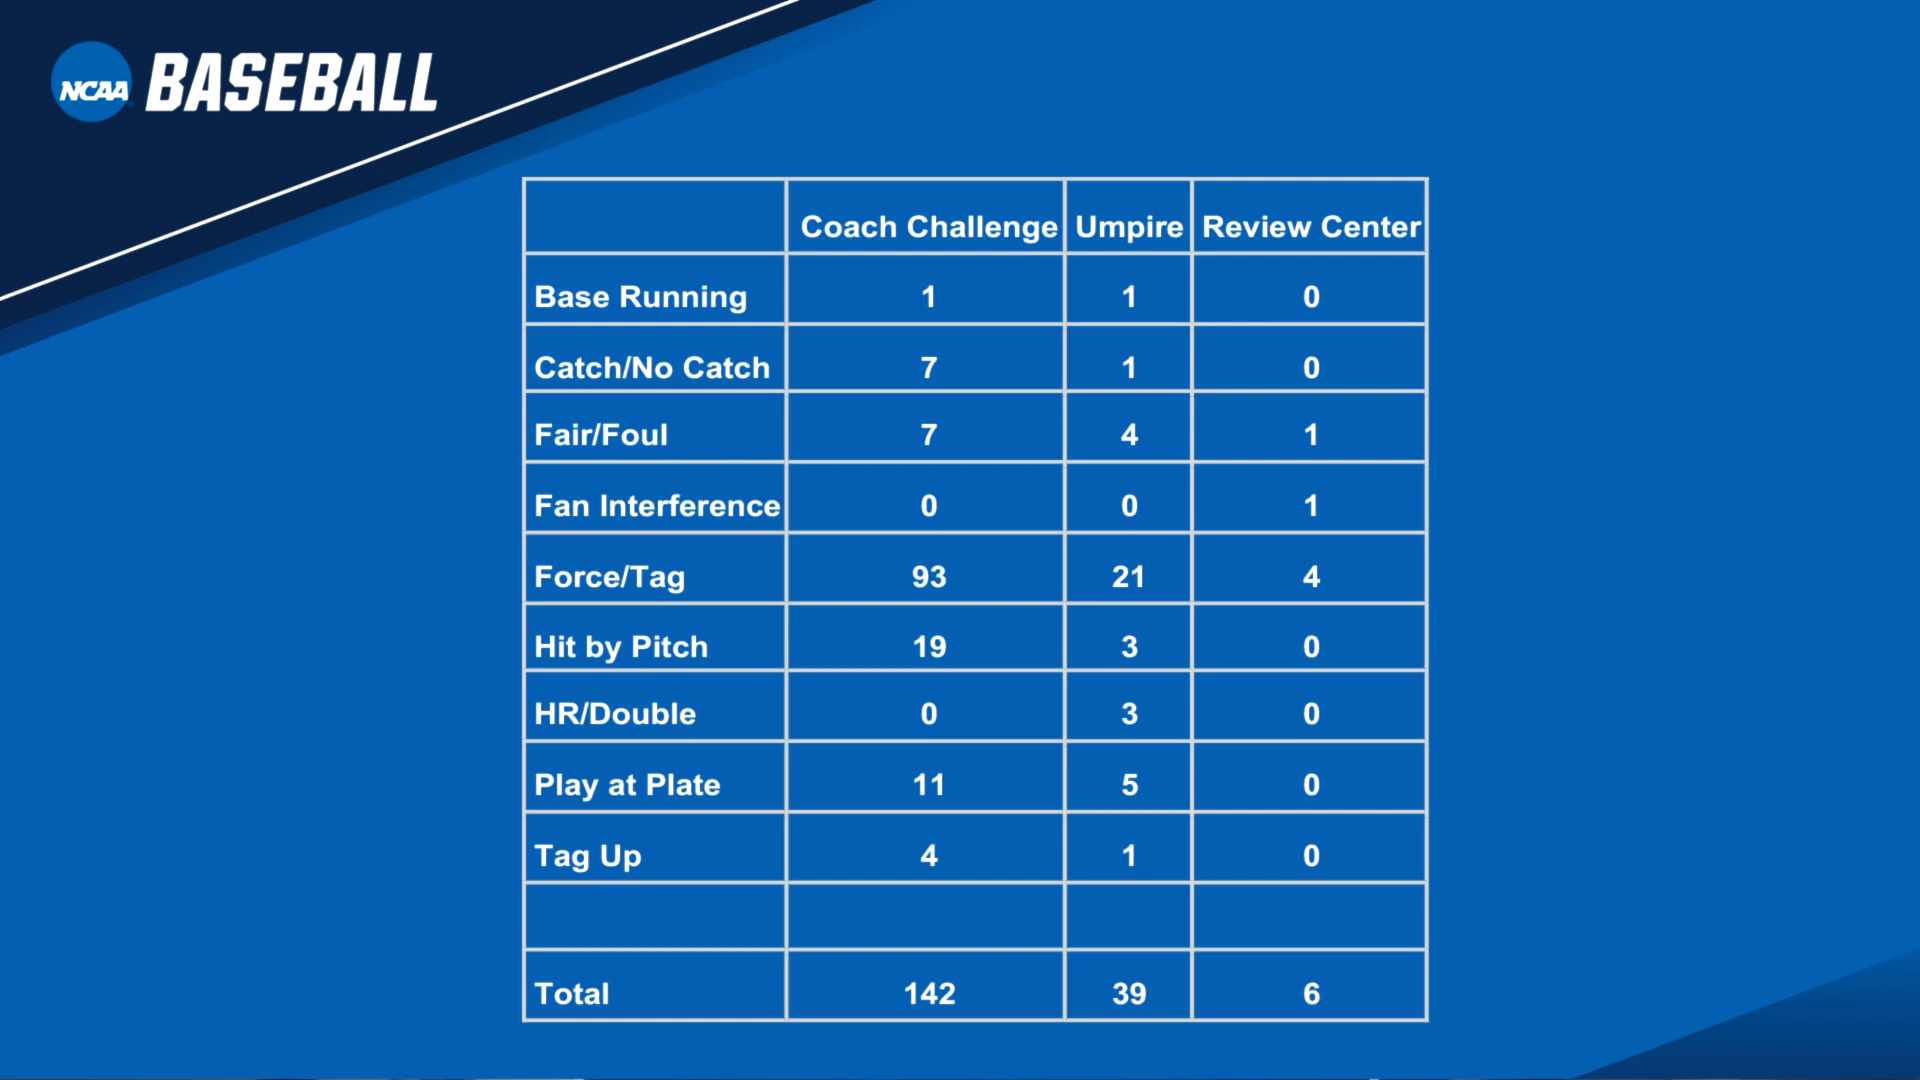 NCAA BASEBALL
Coach Challenge Umpire Review Center
Base Running 1 1 0
Catch/No Catch 7 1 0
Fair/Foul 7 4 1
Fan Interference 0 0 1
Force/Tag 93 21 4
Hit by Pitch 19 3 0
HR/Double 0 3 0
Play at Plate 11 5 0
Tag Up 4 1 0
Total 142 39 6